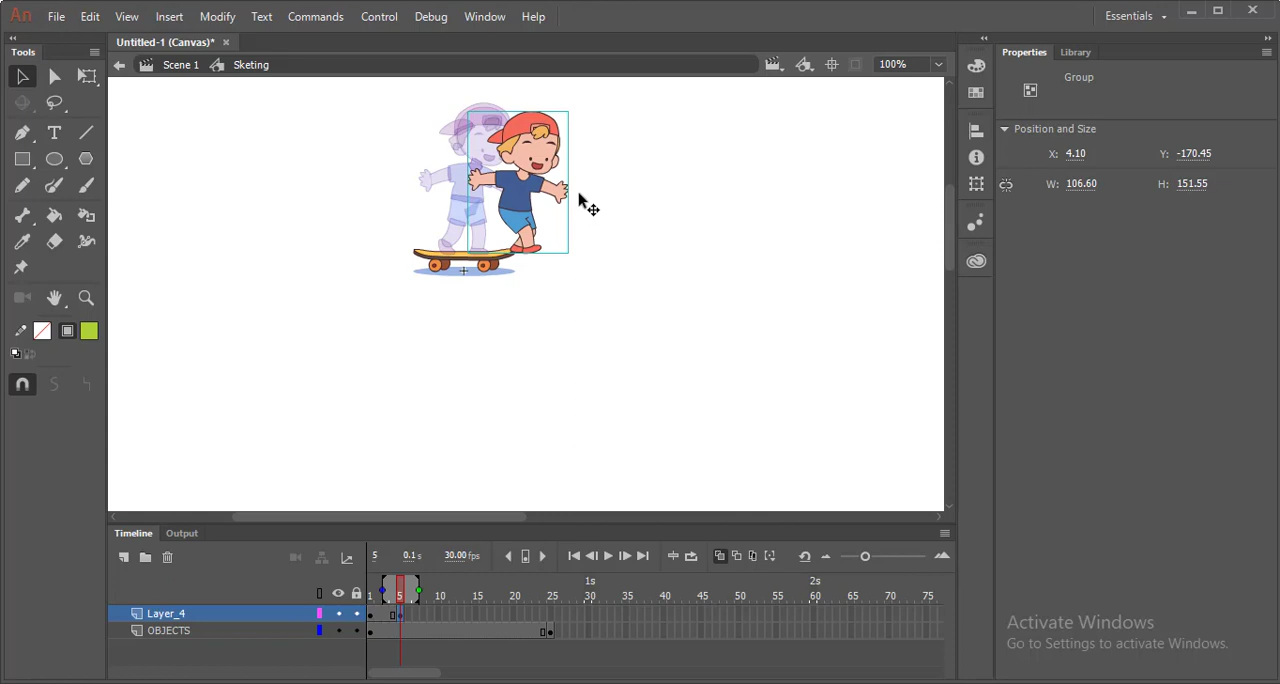 An File Edit View Insert Modify Text Commands Control Debug Window Help Essentials
Tools
Untitled-1 (Canvas)* ×
Properties Library
Scene 1 Sketing 100%
Group
Position and Size
X: 4.10 Y: -170.45
W: 106.60 H: 151.55
Timeline Output
5 0.1 s 30.00 fps
1s 2s
1 5 10 15 20 25 30 35 40 45 50 55 60 65 70 75
Layer_4
OBJECTS
Activate Windows
Go to Settings to activate Windows.